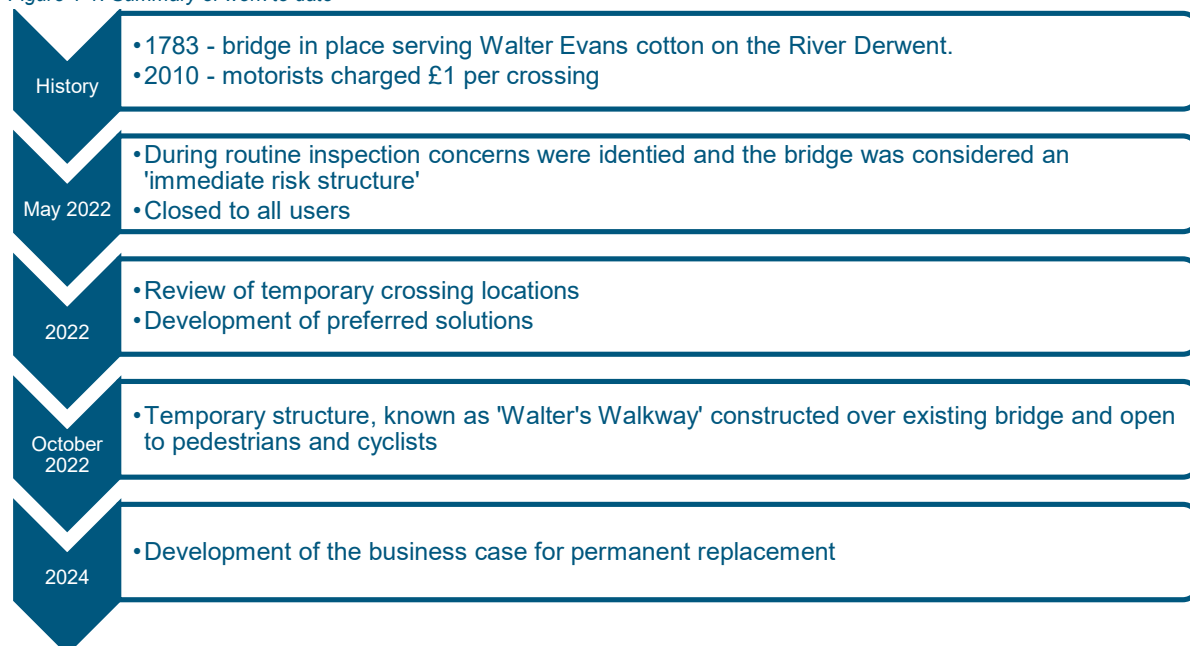 History
•1783 - bridge in place serving Walter Evans cotton on the River Derwent.
•2010 - motorists charged £1 per crossing
May 2022
•During routine inspection concerns were identied and the bridge was considered an
'immediate risk structure'
•Closed to all users
2022
•Review of temporary crossing locations
•Development of preferred solutions
October
2022
•Temporary structure, known as 'Walter's Walkway' constructed over existing bridge and open
to pedestrians and cyclists
2024
•Development of the business case for permanent replacement